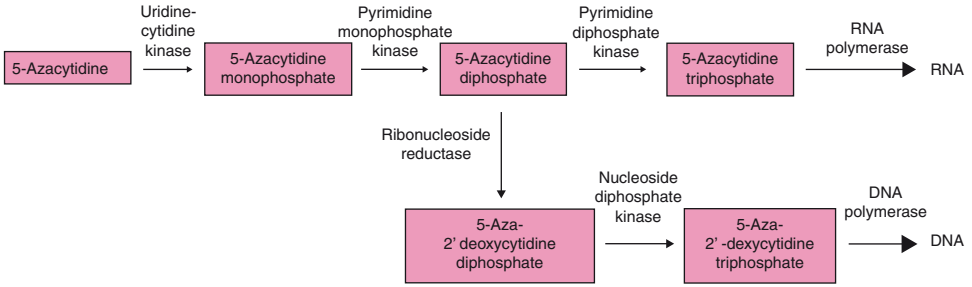 Uridine-
cytidine
kinase
Pyrimidine
monophosphate
kinase
Pyrimidine
diphosphate
kinase
RNA
polymerase
5-Azacytidine
5-Azacytidine
monophosphate
5-Azacytidine
diphosphate
5-Azacytidine
triphosphate
RNA
Ribonucleoside
reductase
Nucleoside
diphosphate
kinase
DNA
polymerase
5-Aza-
2' deoxycytidine
diphosphate
5-Aza-
2' -dexycytidine
triphosphate
DNA